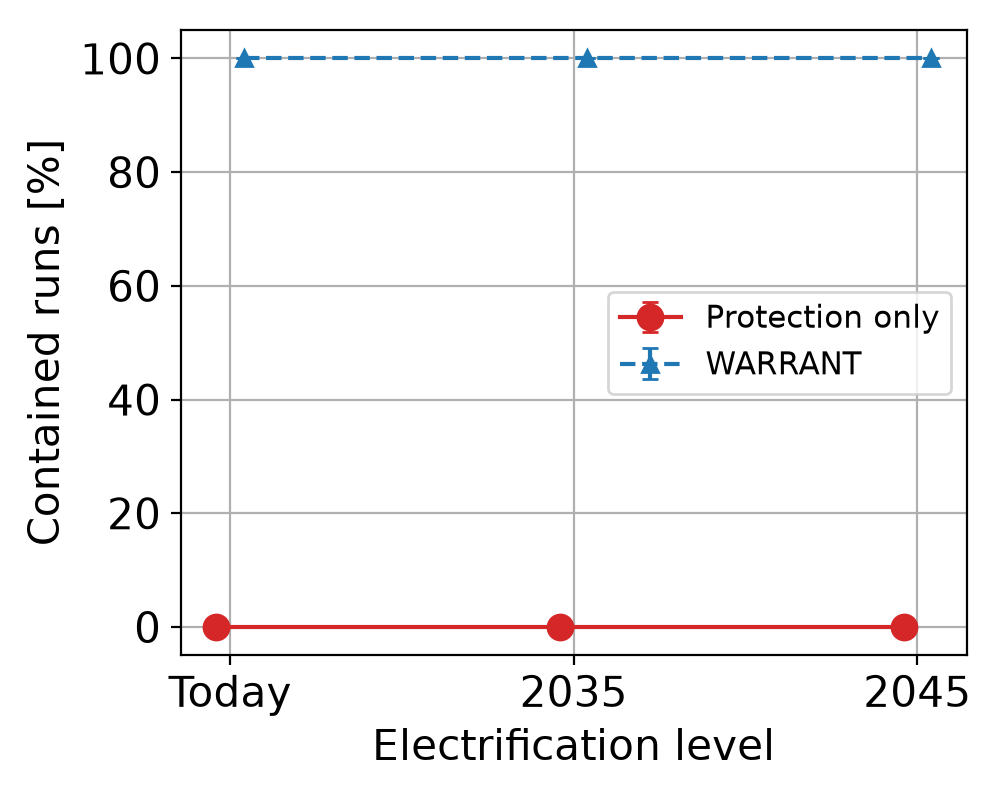 100
80
60
40
20
0
Contained runs [%]
Protection only
WARRANT
Today 2035 2045
Electrification level